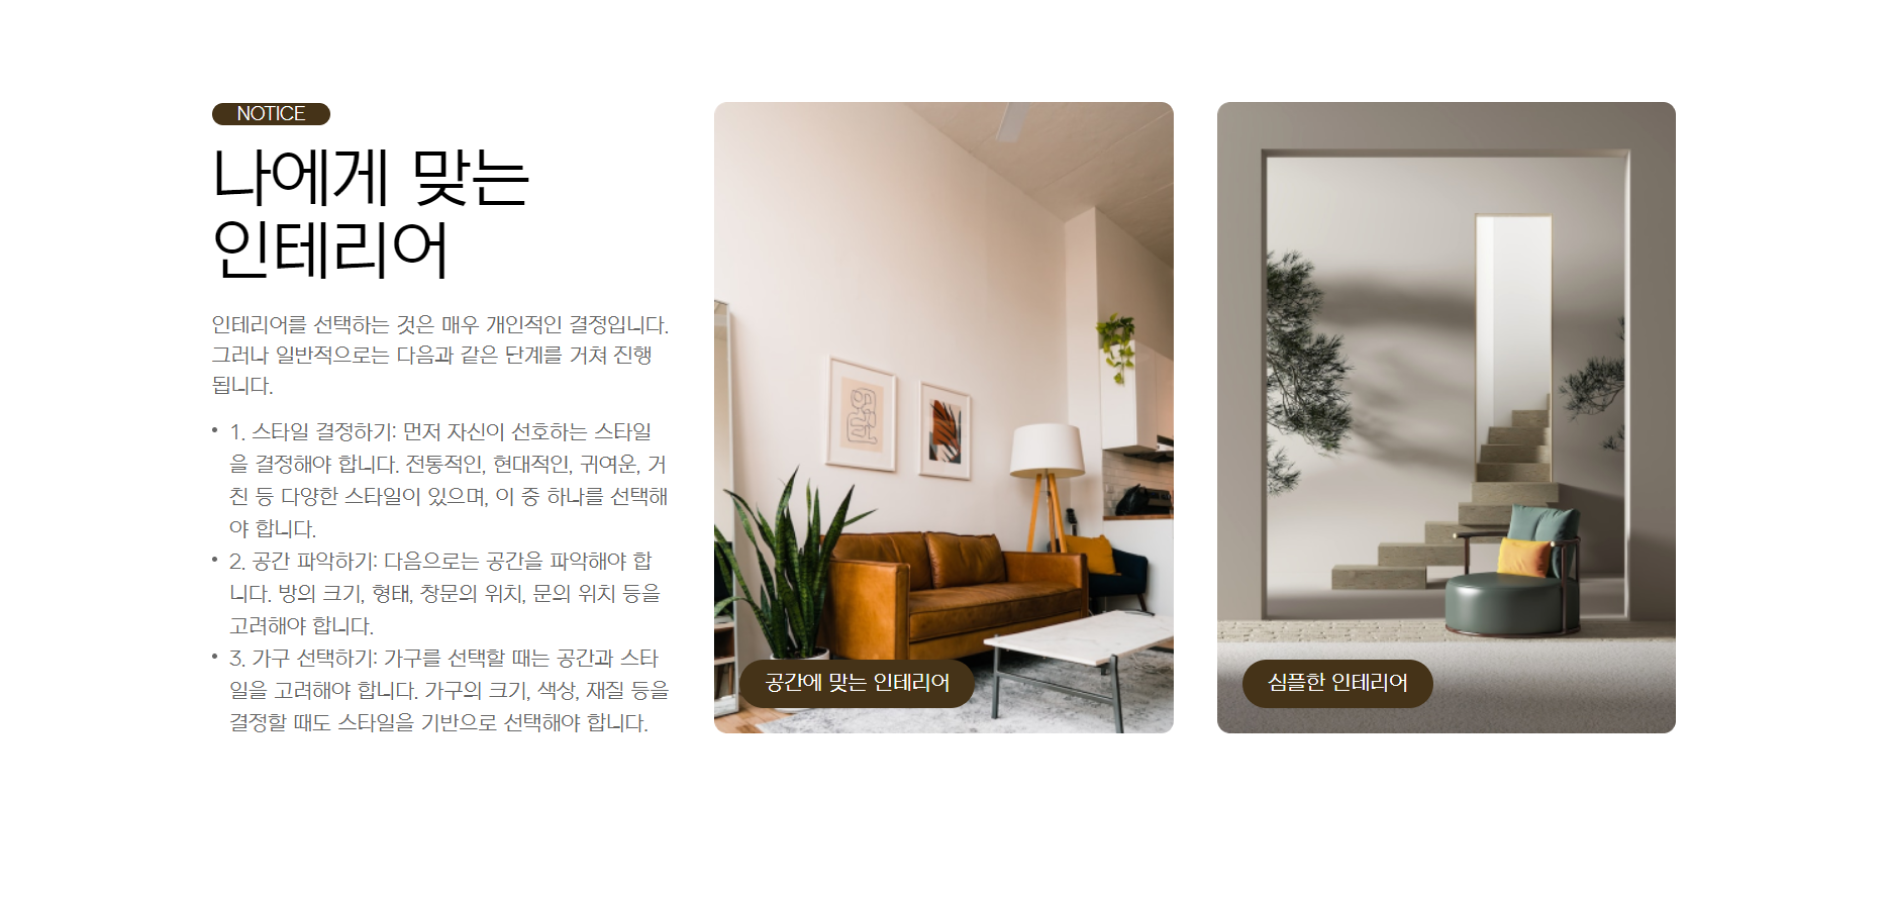 NOTICE
나에게 맞는
인테리어
인테리어를 선택하는 것은 매우 개인적인 결정입니다.
그러나 일반적으로는 다음과 같은 단계를 거쳐 진행
됩니다.
• 1. 스타일 결정하기: 먼저 자신이 선호하는 스타일
을 결정해야 합니다. 전통적인, 현대적인, 귀여운, 거
친 등 다양한 스타일이 있으며, 이 중 하나를 선택해
야 합니다.
• 2. 공간 파악하기: 다음으로는 공간을 파악해야 합
니다. 방의 크기, 형태, 창문의 위치, 문의 위치 등을
고려해야 합니다.
• 3. 가구 선택하기: 가구를 선택할 때는 공간과 스타
일을 고려해야 합니다. 가구의 크기, 색상, 재질 등을
결정할 때도 스타일을 기반으로 선택해야 합니다.
공간에 맞는 인테리어
심플한 인테리어